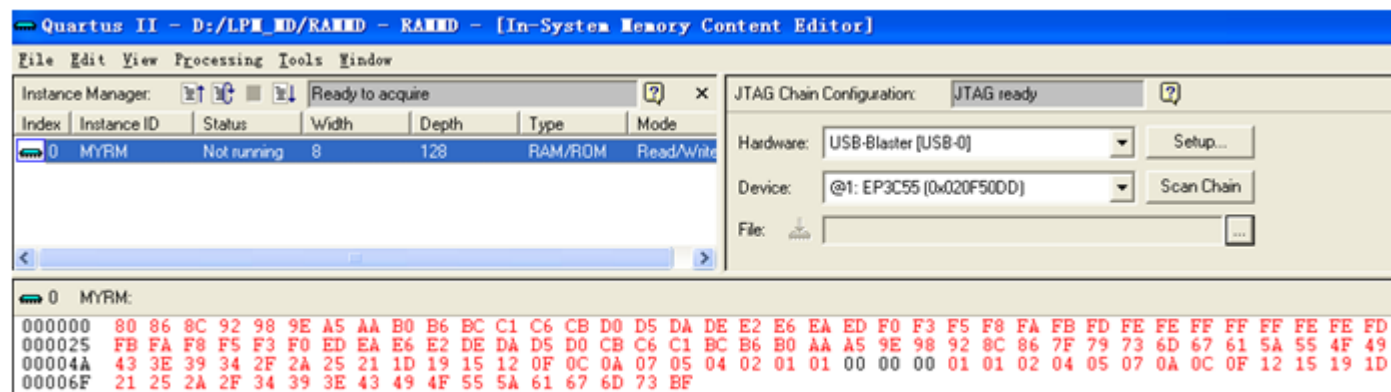 Quartus II - D:/LPM_MD/RAMMD - RAMMD - [In-System Memory Content Editor]
File Edit View Processing Tools Window
Instance Manager: Ready to acquire
JTAG Chain Configuration: JTAG ready
Index Instance ID Status Width Depth Type Mode
0 MYRM Not running 8 128 RAM/ROM Read/Write
Hardware: USB-Blaster [USB-0] Setup...
Device: @1: EP3C55 (0x020F50DD) Scan Chain
File: ...
0 MYRM:
000000 80 86 8C 92 98 9E A5 AA B0 B6 BC C1 C6 CB D0 D5 DA DE E2 E6 EA ED F0 F3 F5 F8 FA FB FD FE FE FF FF FF FE FE FD
000025 FB FA F8 F5 F3 F0 ED EA E6 E2 DE DA D5 D0 CB C6 C1 BC B6 B0 AA A5 9E 98 92 8C 86 7F 79 73 6D 67 61 5A 55 4F 49
00004A 43 3E 39 34 2F 2A 25 21 1D 19 15 12 0F 0C 0A 07 05 04 02 01 01 00 00 00 01 01 02 04 05 07 0A 0C 0F 12 15 19 1D
00006F 21 25 2A 2F 34 39 3E 43 49 4F 55 5A 61 67 6D 73 BF